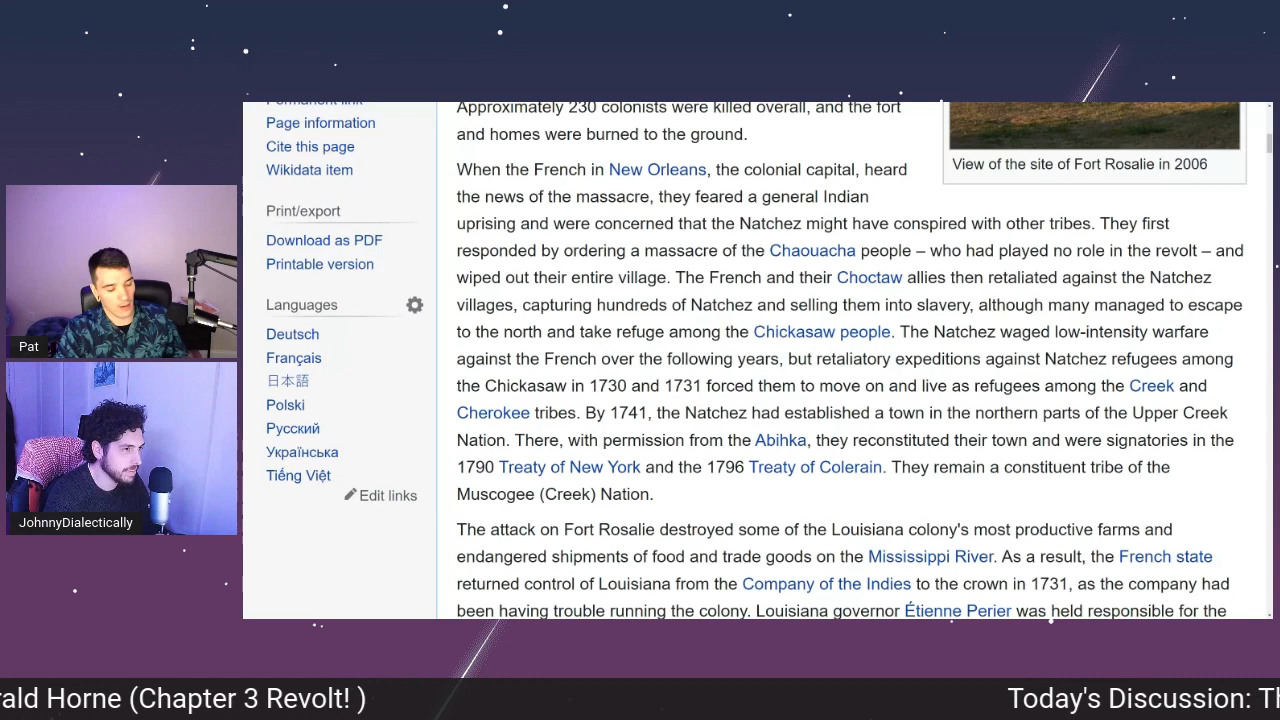 Permanent link
Page information
Cite this page
Wikidata item
Print/export
Download as PDF
Printable version
Languages
Deutsch
Français
日本語
Polski
Русский
Українська
Tiếng Việt
Edit links
Approximately 230 colonists were killed overall, and the fort
and homes were burned to the ground.
View of the site of Fort Rosalie in 2006
When the French in New Orleans, the colonial capital, heard
the news of the massacre, they feared a general Indian
uprising and were concerned that the Natchez might have conspired with other tribes. They first
responded by ordering a massacre of the Chaouacha people – who had played no role in the revolt – and
wiped out their entire village. The French and their Choctaw allies then retaliated against the Natchez
villages, capturing hundreds of Natchez and selling them into slavery, although many managed to escape
to the north and take refuge among the Chickasaw people. The Natchez waged low-intensity warfare
against the French over the following years, but retaliatory expeditions against Natchez refugees among
the Chickasaw in 1730 and 1731 forced them to move on and live as refugees among the Creek and
Cherokee tribes. By 1741, the Natchez had established a town in the northern parts of the Upper Creek
Nation. There, with permission from the Abihka, they reconstituted their town and were signatories in the
1790 Treaty of New York and the 1796 Treaty of Colerain. They remain a constituent tribe of the
Muscogee (Creek) Nation.
The attack on Fort Rosalie destroyed some of the Louisiana colony's most productive farms and
endangered shipments of food and trade goods on the Mississippi River. As a result, the French state
returned control of Louisiana from the Company of the Indies to the crown in 1731, as the company had
been having trouble running the colony. Louisiana governor Étienne Perier was held responsible for the
Pat
JohnnyDialectically
rald Horne (Chapter 3 Revolt! )
Today's Discussion: Th